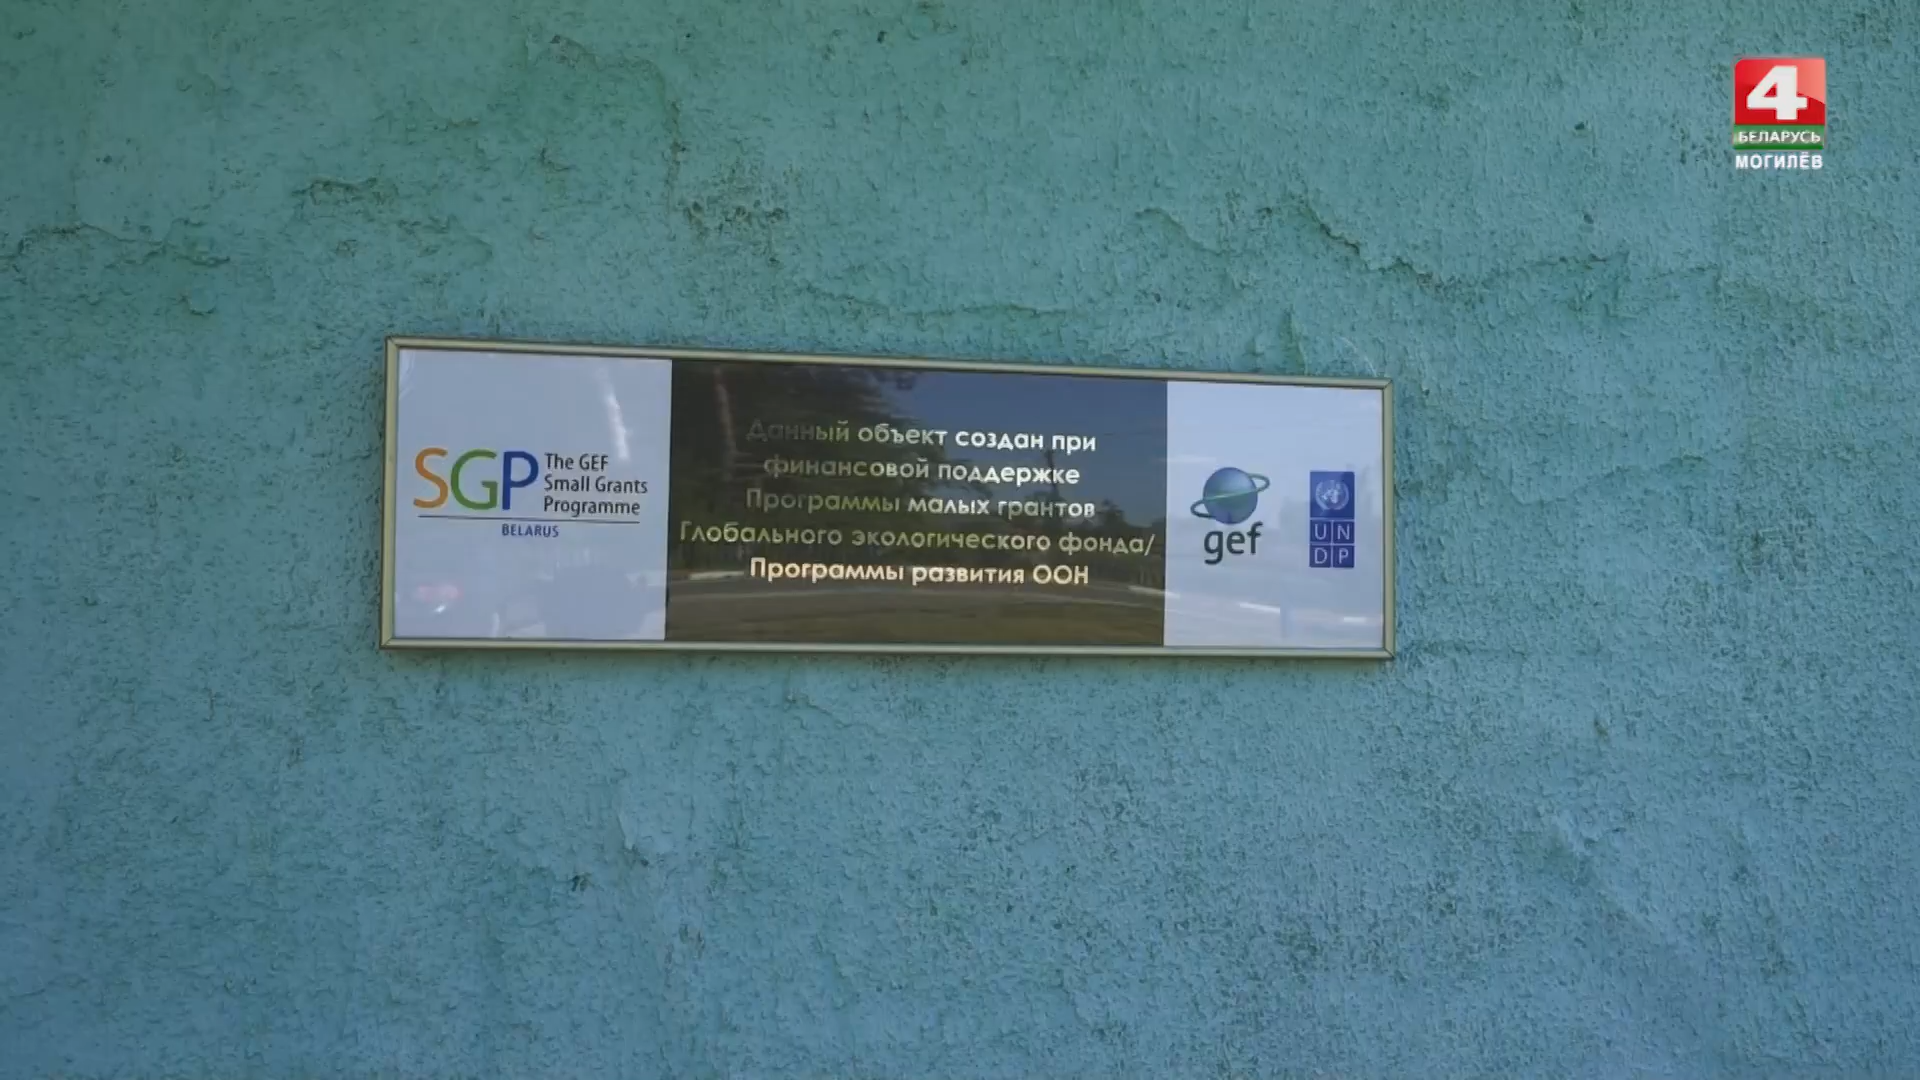 4
БЕЛАРУСЬ
МОГИЛЁВ
SGP
The GEF
Small Grants
Programme
BELARUS
Данный объект создан при
финансовой поддержке
Программы малых грантов
Глобального экологического фонда/
Программы развития ООН
gef
UN
DP